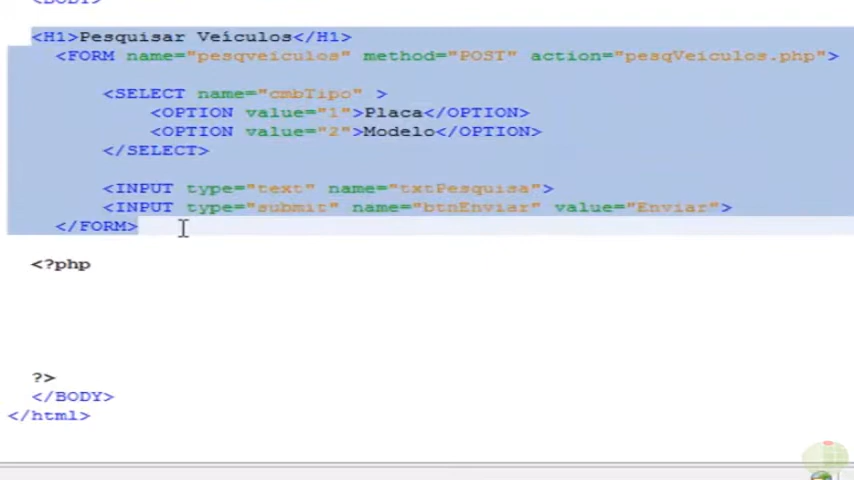 <BODY>
<H1>Pesquisar Veículos</H1>
<FORM name="pesqveiculos" method="POST" action="pesqVeiculos.php">
<SELECT name="cmbTipo" >
<OPTION value="1">Placa</OPTION>
<OPTION value="2">Modelo</OPTION>
</SELECT>
<INPUT type="text" name="txtPesquisa">
<INPUT type="submit" name="btnEnviar" value="Enviar">
</FORM>
<?php
?>
</BODY>
</html>